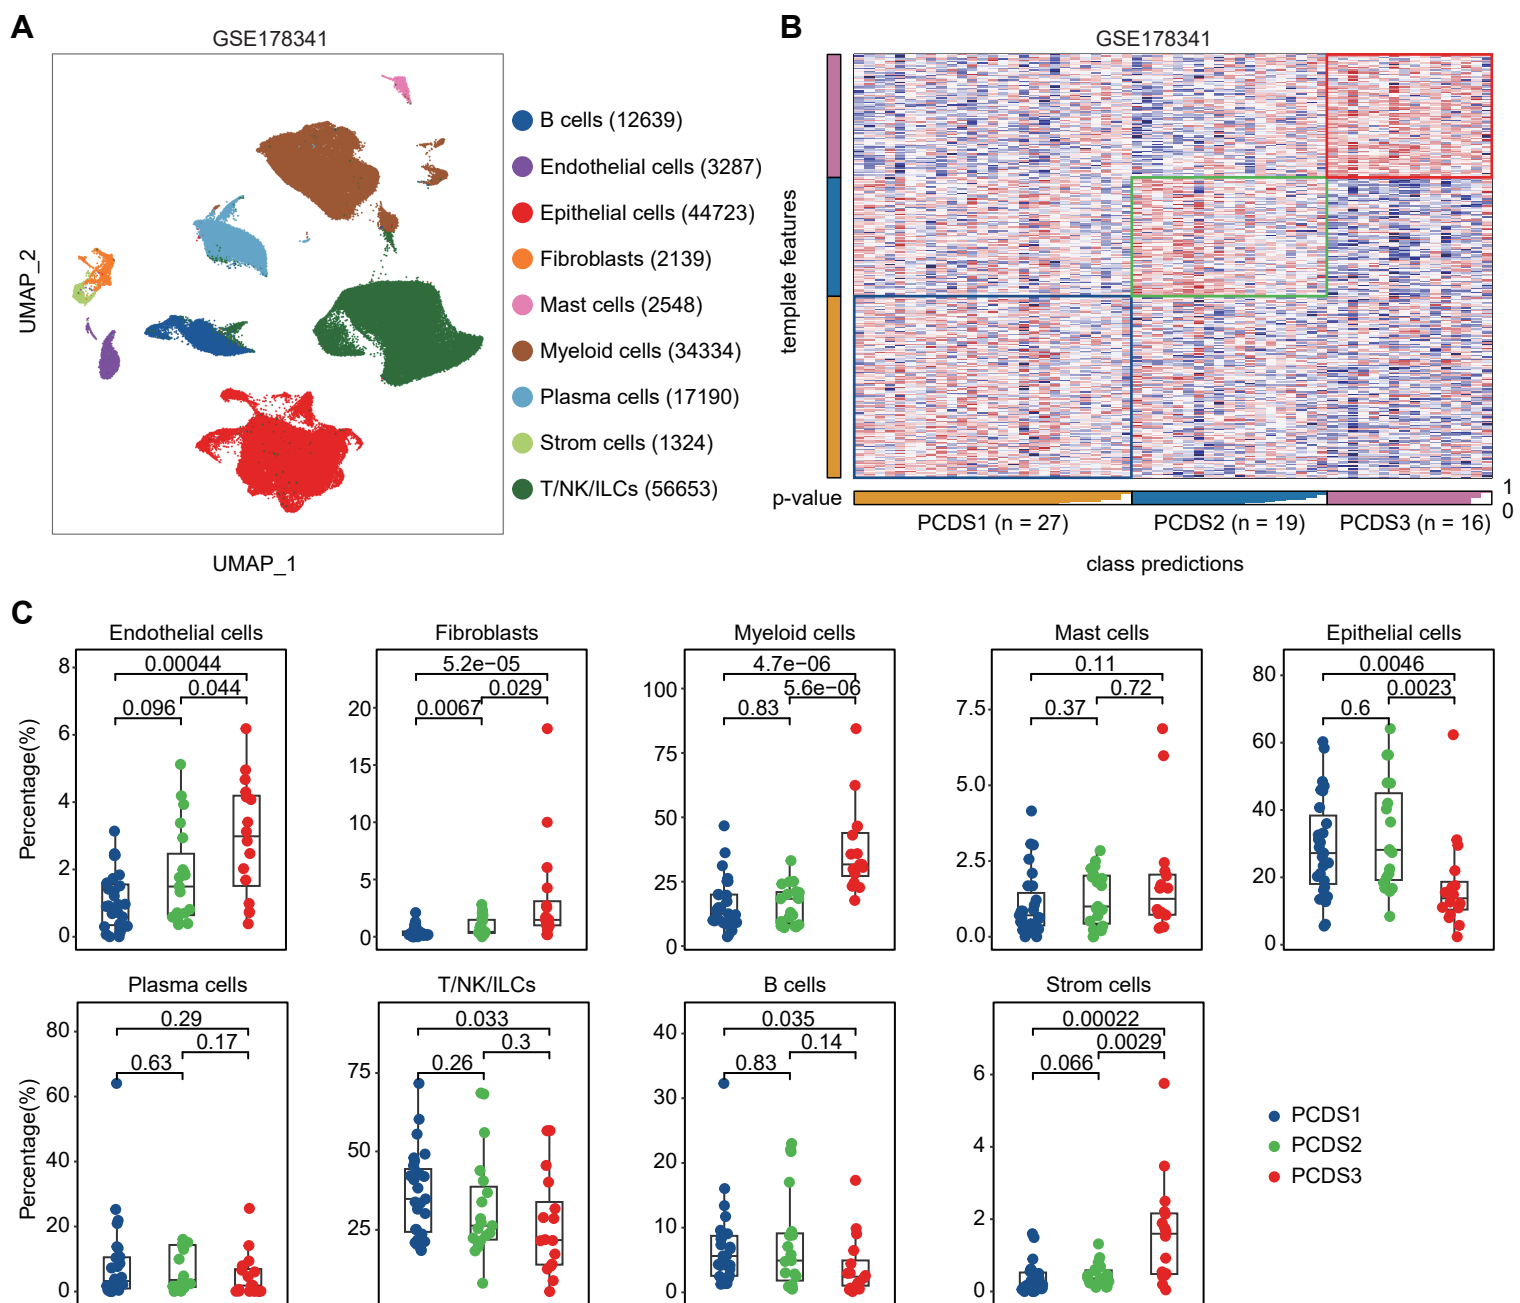 A
GSE178341
UMAP_2
UMAP_1
B cells (12639)
Endothelial cells (3287)
Epithelial cells (44723)
Fibroblasts (2139)
Mast cells (2548)
Myeloid cells (34334)
Plasma cells (17190)
Strom cells (1324)
T/NK/ILCs (56653)
B
GSE178341
template features
p-value
1
0
PCDS1 (n = 27)
PCDS2 (n = 19)
PCDS3 (n = 16)
class predictions
C
Endothelial cells
Percentage(%)
8
6
4
2
0
0.00044
0.044
0.096
Fibroblasts
20
15
10
5
0
5.2e−05
0.029
0.0067
Myeloid cells
100
75
50
25
0
4.7e−06
5.6e−06
0.83
Mast cells
7.5
5.0
2.5
0.0
0.11
0.72
0.37
Epithelial cells
80
60
40
20
0
0.0046
0.0023
0.6
Plasma cells
Percentage(%)
80
60
40
20
0
0.29
0.17
0.63
T/NK/ILCs
75
50
25
0.033
0.3
0.26
B cells
40
30
20
10
0
0.035
0.14
0.83
Strom cells
6
4
2
0
0.00022
0.0029
0.066
PCDS1
PCDS2
PCDS3